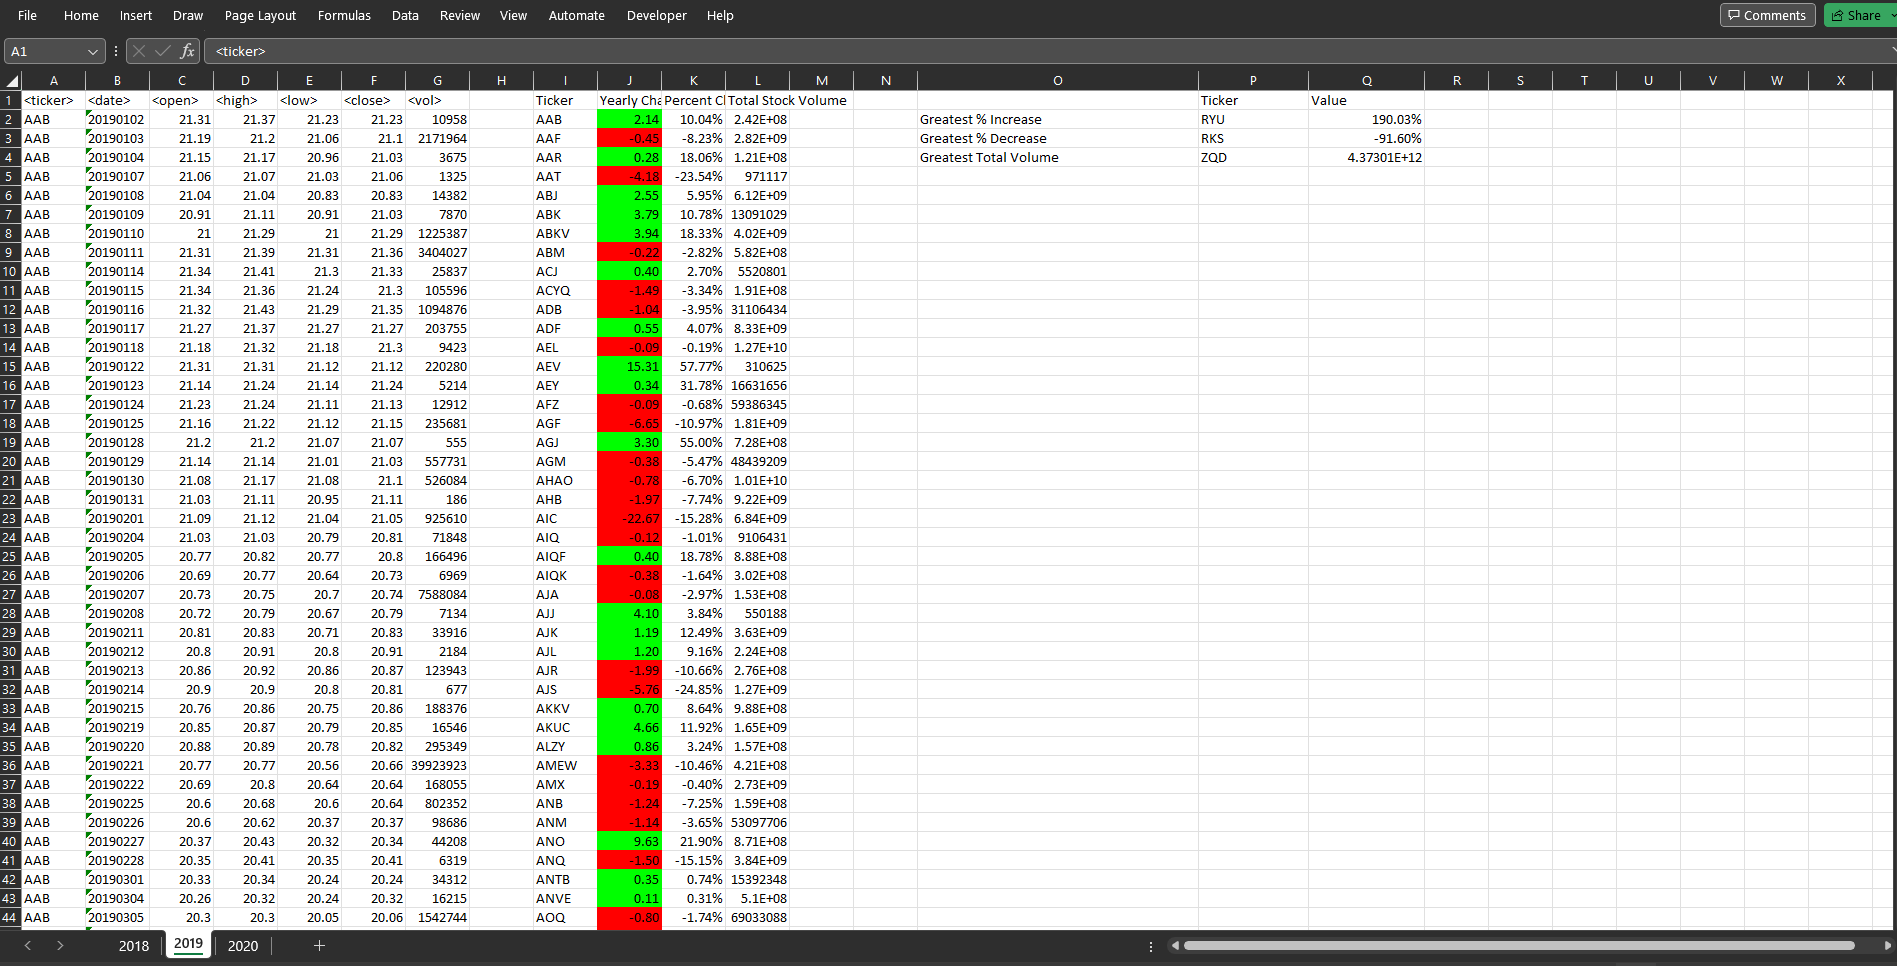 File Home Insert Draw Page Layout Formulas Data Review View Automate Developer Help Comments Share
A1 fx <ticker>
A B C D E F G H I J K L M N O P Q R S T U V W X
1 <ticker> <date> <open> <high> <low> <close> <vol> Ticker Yearly Cha Percent Cl Total Stock Volume Ticker Value
2 AAB 20190102 21.31 21.37 21.23 21.23 10958 AAB 2.14 10.04% 2.42E+08 Greatest % Increase RYU 190.03%
3 AAB 20190103 21.19 21.2 21.06 21.1 2171964 AAF -0.45 -8.23% 2.82E+09 Greatest % Decrease RKS -91.60%
4 AAB 20190104 21.15 21.17 20.96 21.03 3675 AAR 0.28 18.06% 1.21E+08 Greatest Total Volume ZQD 4.37301E+12
5 AAB 20190107 21.06 21.07 21.03 21.06 1325 AAT -4.18 -23.54% 971117
6 AAB 20190108 21.04 21.04 20.83 20.83 14382 ABJ 2.55 5.95% 6.12E+09
7 AAB 20190109 20.91 21.11 20.91 21.03 7870 ABK 3.79 10.78% 13091029
8 AAB 20190110 21 21.29 21 21.29 1225387 ABKV 3.94 18.33% 4.02E+09
9 AAB 20190111 21.31 21.39 21.31 21.36 3404027 ABM -0.22 -2.82% 5.82E+08
10 AAB 20190114 21.34 21.41 21.3 21.33 25837 ACJ 0.40 2.70% 5520801
11 AAB 20190115 21.34 21.36 21.24 21.3 105596 ACYQ -1.49 -3.34% 1.91E+08
12 AAB 20190116 21.32 21.43 21.29 21.35 1094876 ADB -1.04 -3.95% 31106434
13 AAB 20190117 21.27 21.37 21.27 21.27 203755 ADF 0.55 4.07% 8.33E+09
14 AAB 20190118 21.18 21.32 21.18 21.3 9423 AEL -0.09 -0.19% 1.27E+10
15 AAB 20190122 21.31 21.31 21.12 21.12 220280 AEV 15.31 57.77% 310625
16 AAB 20190123 21.14 21.24 21.14 21.24 5214 AEY 0.34 31.78% 16631656
17 AAB 20190124 21.23 21.24 21.11 21.13 12912 AFZ -0.09 -0.68% 59386345
18 AAB 20190125 21.16 21.22 21.12 21.15 235681 AGF -6.65 -10.97% 1.81E+09
19 AAB 20190128 21.2 21.2 21.07 21.07 555 AGJ 3.30 55.00% 7.28E+08
20 AAB 20190129 21.14 21.14 21.01 21.03 557731 AGM -0.38 -5.47% 48439209
21 AAB 20190130 21.08 21.17 21.08 21.1 526084 AHAO -0.78 -6.70% 1.01E+10
22 AAB 20190131 21.03 21.11 20.95 21.11 186 AHB -1.97 -7.74% 9.22E+09
23 AAB 20190201 21.09 21.12 21.04 21.05 925610 AIC -22.67 -15.28% 6.84E+09
24 AAB 20190204 21.03 21.03 20.79 20.81 71848 AIQ -0.12 -1.01% 9106431
25 AAB 20190205 20.77 20.82 20.77 20.8 166496 AIQF 0.40 18.78% 8.88E+08
26 AAB 20190206 20.69 20.77 20.64 20.73 6969 AIQK -0.38 -1.64% 3.02E+08
27 AAB 20190207 20.73 20.75 20.7 20.74 7588084 AJA -0.08 -2.97% 1.53E+08
28 AAB 20190208 20.72 20.79 20.67 20.79 7134 AJJ 4.10 3.84% 550188
29 AAB 20190211 20.81 20.83 20.71 20.83 33916 AJK 1.19 12.49% 3.63E+09
30 AAB 20190212 20.8 20.91 20.8 20.91 2184 AJL 1.20 9.16% 2.24E+08
31 AAB 20190213 20.86 20.92 20.86 20.87 123943 AJR -1.99 -10.66% 2.76E+08
32 AAB 20190214 20.9 20.9 20.8 20.81 677 AJS -5.76 -24.85% 1.27E+09
33 AAB 20190215 20.76 20.86 20.75 20.86 188376 AKKV 0.70 8.64% 9.88E+08
34 AAB 20190219 20.85 20.87 20.79 20.85 16546 AKUC 4.66 11.92% 1.65E+09
35 AAB 20190220 20.88 20.89 20.78 20.82 295349 ALZY 0.86 3.24% 1.57E+08
36 AAB 20190221 20.77 20.77 20.56 20.66 39923923 AMEW -3.33 -10.46% 4.21E+08
37 AAB 20190222 20.69 20.8 20.64 20.64 168055 AMX -0.19 -0.40% 2.73E+09
38 AAB 20190225 20.6 20.68 20.6 20.64 802352 ANB -1.24 -7.25% 1.59E+08
39 AAB 20190226 20.6 20.62 20.37 20.37 98686 ANM -1.14 -3.65% 53097706
40 AAB 20190227 20.37 20.43 20.32 20.34 44208 ANO 9.63 21.90% 8.71E+08
41 AAB 20190228 20.35 20.41 20.35 20.41 6319 ANQ -1.50 -15.15% 3.84E+09
42 AAB 20190301 20.33 20.34 20.24 20.24 34312 ANTB 0.35 0.74% 15392348
43 AAB 20190304 20.26 20.32 20.24 20.32 16215 ANVE 0.11 0.31% 5.1E+08
44 AAB 20190305 20.3 20.3 20.05 20.06 1542744 AOQ -0.80 -1.74% 69033088
2018 2019 2020